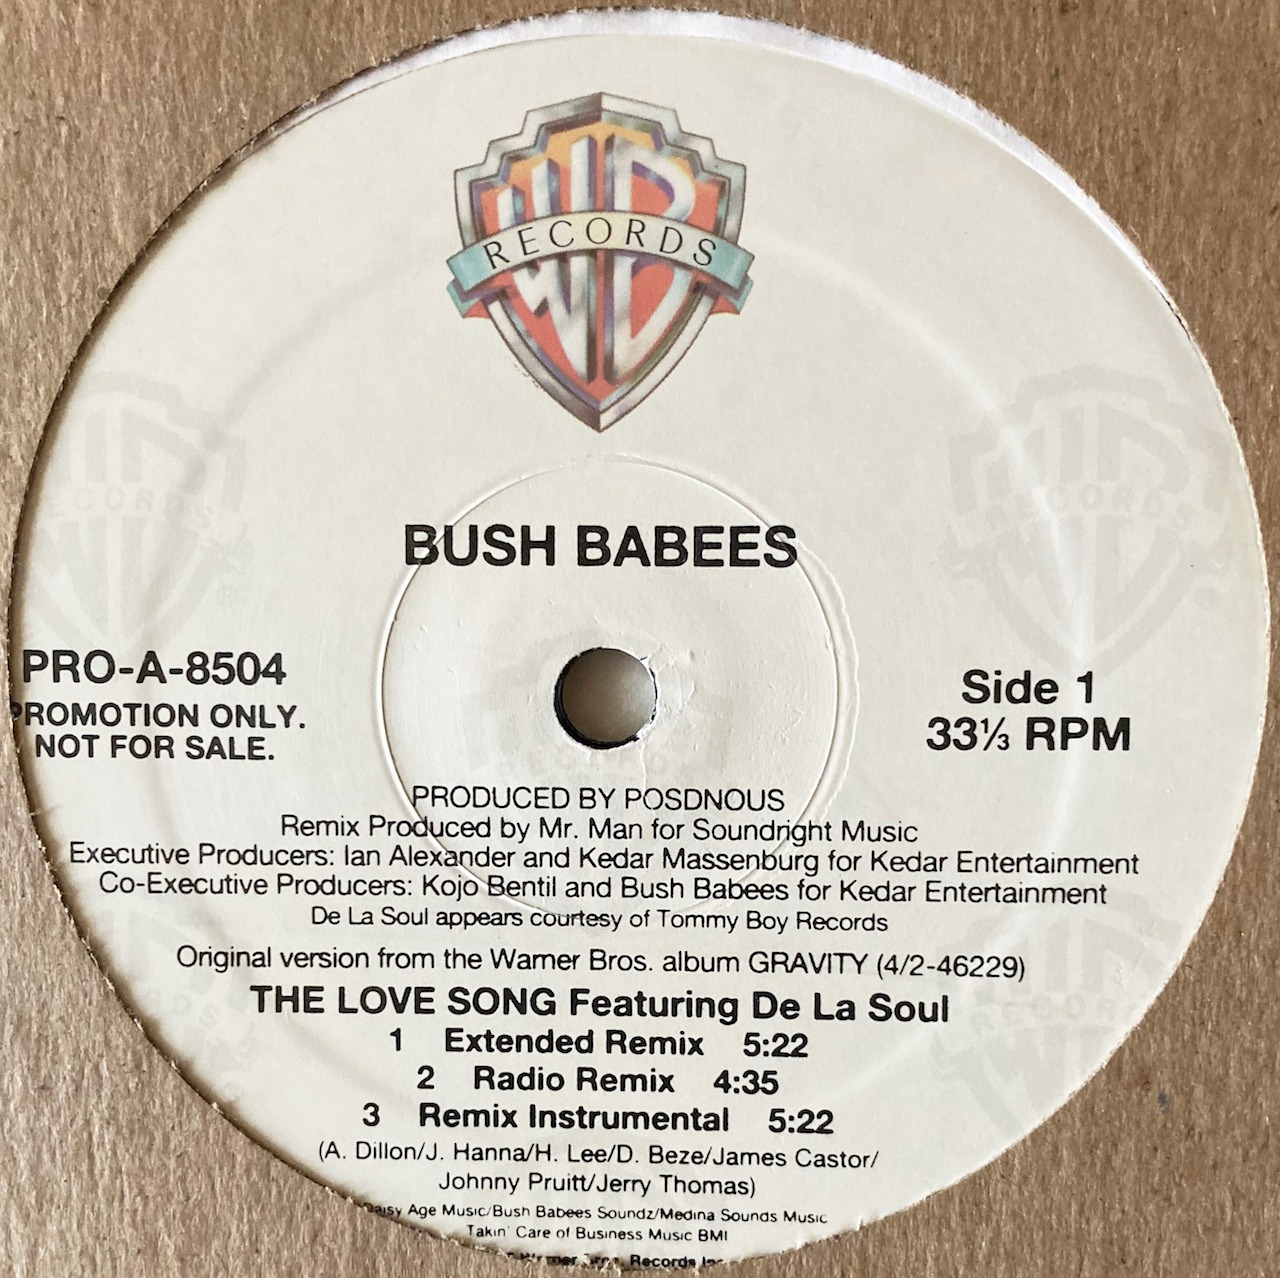 RECORDS
BUSH BABEES
PRO-A-8504
PROMOTION ONLY.
NOT FOR SALE.
Side 1
33⅓ RPM
PRODUCED BY POSDNOUS
Remix Produced by Mr. Man for Soundright Music
Executive Producers: Ian Alexander and Kedar Massenburg for Kedar Entertainment
Co-Executive Producers: Kojo Bentil and Bush Babees for Kedar Entertainment
De La Soul appears courtesy of Tommy Boy Records
Original version from the Warner Bros. album GRAVITY (4/2-46229)
THE LOVE SONG Featuring De La Soul
1 Extended Remix 5:22
2 Radio Remix 4:35
3 Remix Instrumental 5:22
(A. Dillon/J. Hanna/H. Lee/D. Beze/James Castor/
Johnny Pruitt/Jerry Thomas)
Daisy Age Music/Bush Babees Soundz/Medina Sounds Music
Takin' Care of Business Music BMI
Records